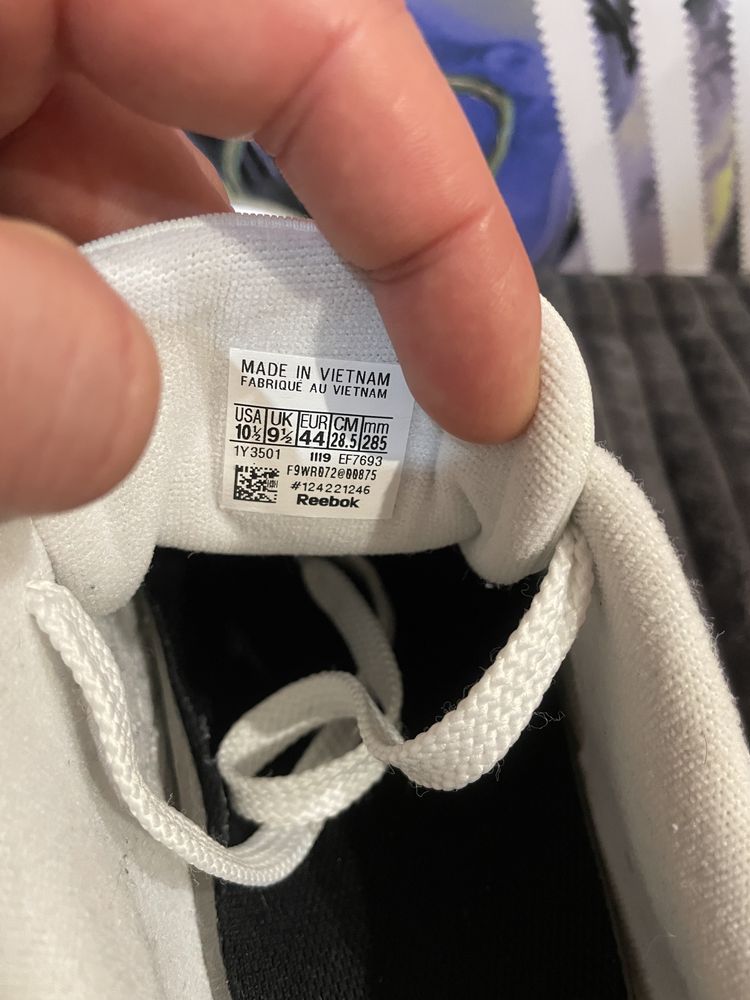 MADE IN VIETNAM
FABRIQUÉ AU VIETNAM
USA UK EUR CM mm
10½ 9½ 44 28.5 285
1Y3501 1119 EF7693
F9WR072@00875
#124221246
Reebok